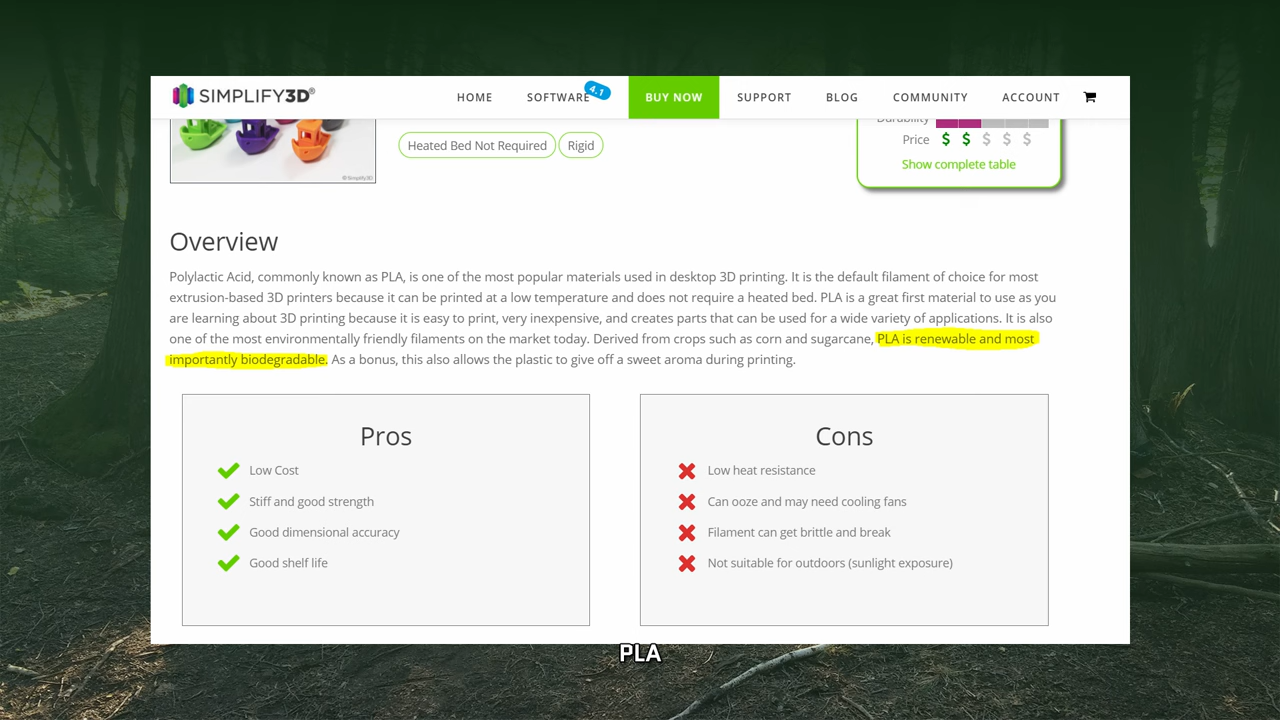 SIMPLIFY3D®
HOME SOFTWARE 4.1 BUY NOW SUPPORT BLOG COMMUNITY ACCOUNT
Durability
Heated Bed Not Required Rigid
Price $ $ $ $ $
Show complete table
©Simplify3D
Overview
Polylactic Acid, commonly known as PLA, is one of the most popular materials used in desktop 3D printing. It is the default filament of choice for most
extrusion-based 3D printers because it can be printed at a low temperature and does not require a heated bed. PLA is a great first material to use as you
are learning about 3D printing because it is easy to print, very inexpensive, and creates parts that can be used for a wide variety of applications. It is also
one of the most environmentally friendly filaments on the market today. Derived from crops such as corn and sugarcane, PLA is renewable and most
importantly biodegradable. As a bonus, this also allows the plastic to give off a sweet aroma during printing.
Pros
Low Cost
Stiff and good strength
Good dimensional accuracy
Good shelf life
Cons
Low heat resistance
Can ooze and may need cooling fans
Filament can get brittle and break
Not suitable for outdoors (sunlight exposure)
PLA